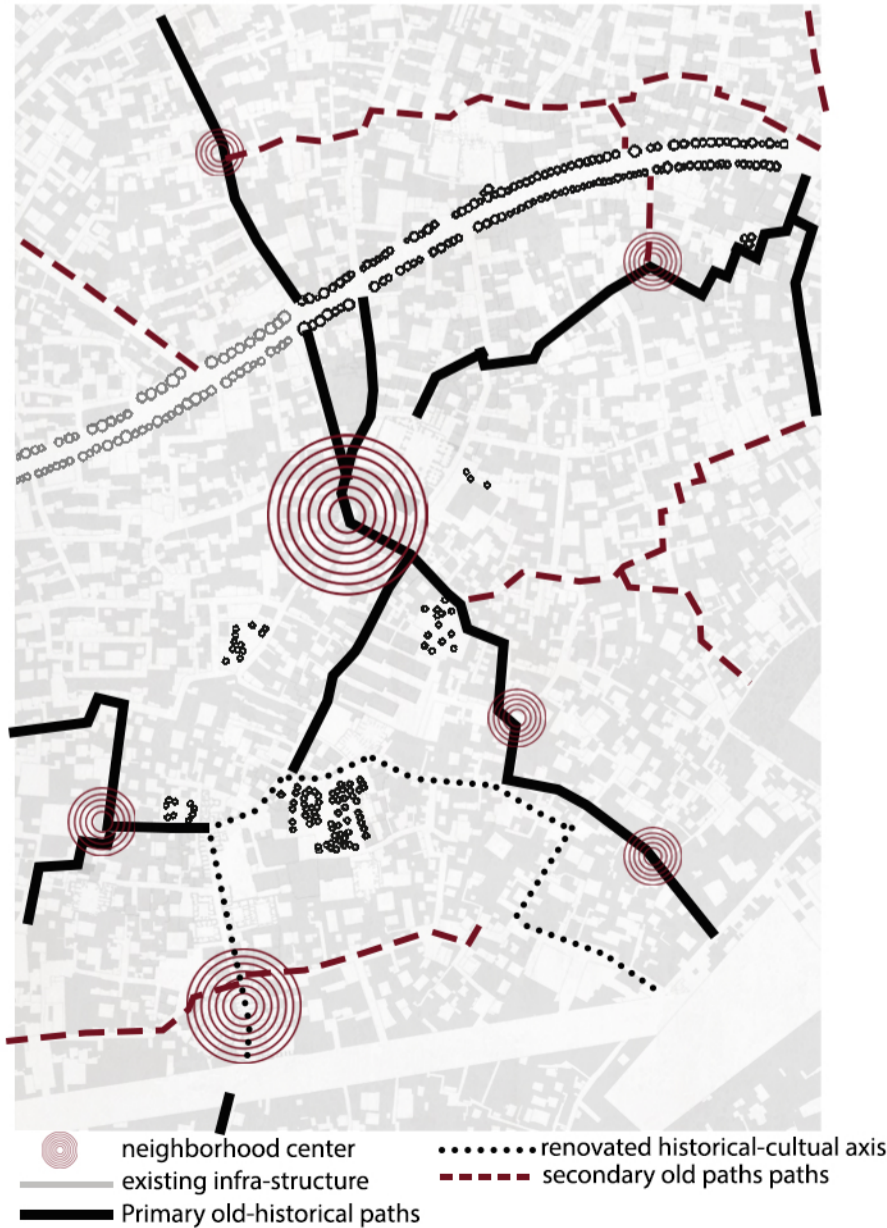 neighborhood center
existing infra-structure
Primary old-historical paths
renovated historical-cultual axis
secondary old paths paths